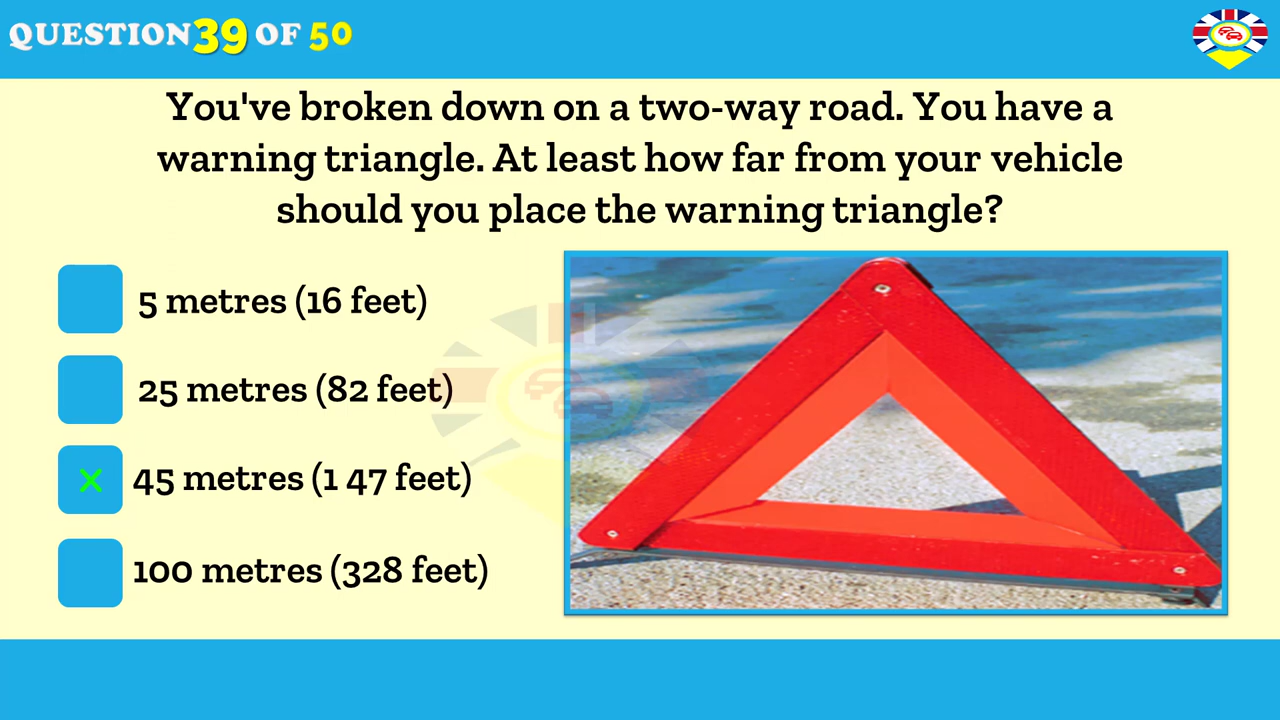 QUESTION 39 OF 50
You've broken down on a two-way road. You have a
warning triangle. At least how far from your vehicle
should you place the warning triangle?
5 metres (16 feet)
25 metres (82 feet)
X 45 metres (1 47 feet)
100 metres (328 feet)